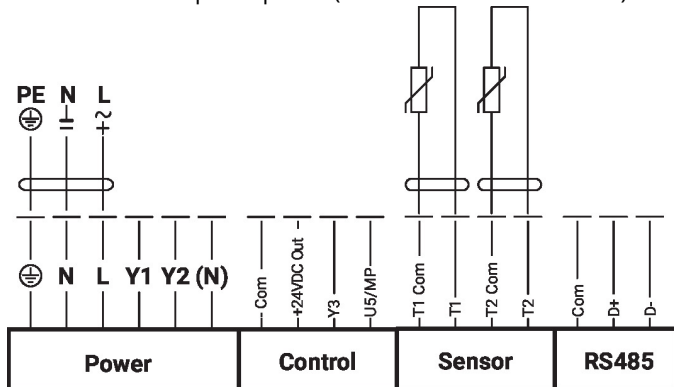 PE N L
N L Y1 Y2 (N)
- Com
+24VDC Out -
Y3
U5/MP
T1 Com
T1
T2 Com
T2
Com
D+
D-
Power Control Sensor RS485